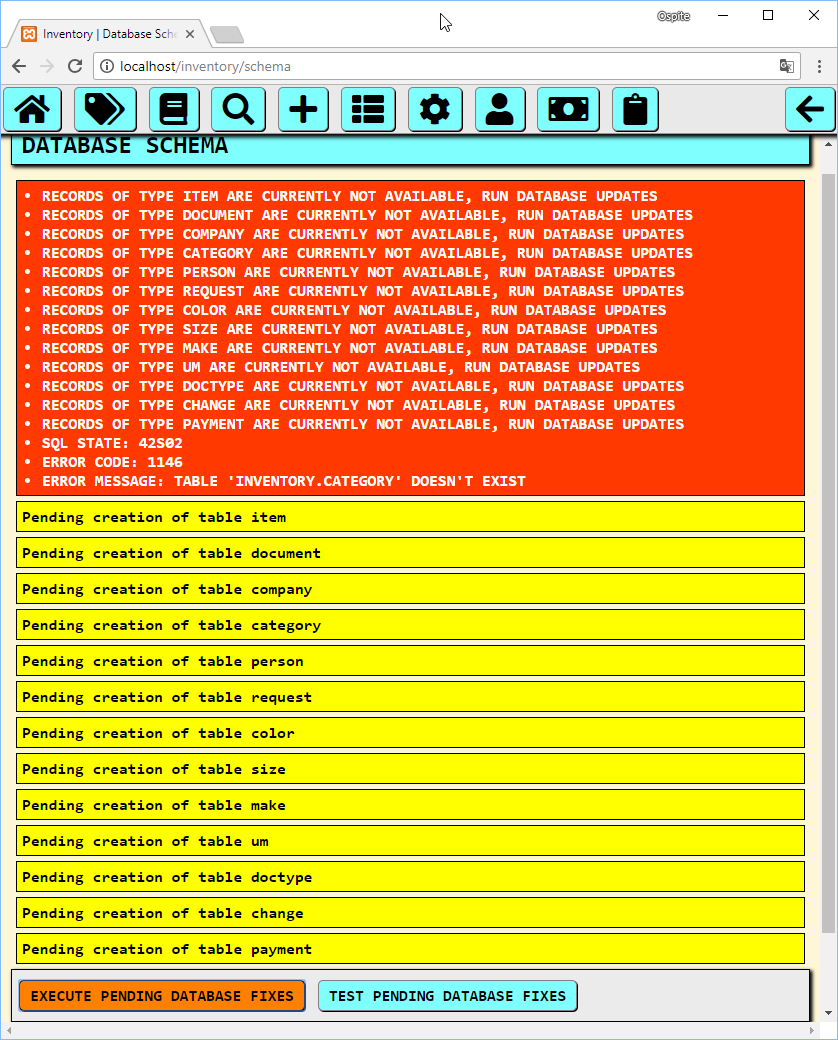 Ospite
Inventory | Database Sche
localhost/inventory/schema
DATABASE SCHEMA
• RECORDS OF TYPE ITEM ARE CURRENTLY NOT AVAILABLE, RUN DATABASE UPDATES
• RECORDS OF TYPE DOCUMENT ARE CURRENTLY NOT AVAILABLE, RUN DATABASE UPDATES
• RECORDS OF TYPE COMPANY ARE CURRENTLY NOT AVAILABLE, RUN DATABASE UPDATES
• RECORDS OF TYPE CATEGORY ARE CURRENTLY NOT AVAILABLE, RUN DATABASE UPDATES
• RECORDS OF TYPE PERSON ARE CURRENTLY NOT AVAILABLE, RUN DATABASE UPDATES
• RECORDS OF TYPE REQUEST ARE CURRENTLY NOT AVAILABLE, RUN DATABASE UPDATES
• RECORDS OF TYPE COLOR ARE CURRENTLY NOT AVAILABLE, RUN DATABASE UPDATES
• RECORDS OF TYPE SIZE ARE CURRENTLY NOT AVAILABLE, RUN DATABASE UPDATES
• RECORDS OF TYPE MAKE ARE CURRENTLY NOT AVAILABLE, RUN DATABASE UPDATES
• RECORDS OF TYPE UM ARE CURRENTLY NOT AVAILABLE, RUN DATABASE UPDATES
• RECORDS OF TYPE DOCTYPE ARE CURRENTLY NOT AVAILABLE, RUN DATABASE UPDATES
• RECORDS OF TYPE CHANGE ARE CURRENTLY NOT AVAILABLE, RUN DATABASE UPDATES
• RECORDS OF TYPE PAYMENT ARE CURRENTLY NOT AVAILABLE, RUN DATABASE UPDATES
• SQL STATE: 42S02
• ERROR CODE: 1146
• ERROR MESSAGE: TABLE 'INVENTORY.CATEGORY' DOESN'T EXIST
Pending creation of table item
Pending creation of table document
Pending creation of table company
Pending creation of table category
Pending creation of table person
Pending creation of table request
Pending creation of table color
Pending creation of table size
Pending creation of table make
Pending creation of table um
Pending creation of table doctype
Pending creation of table change
Pending creation of table payment
EXECUTE PENDING DATABASE FIXES
TEST PENDING DATABASE FIXES